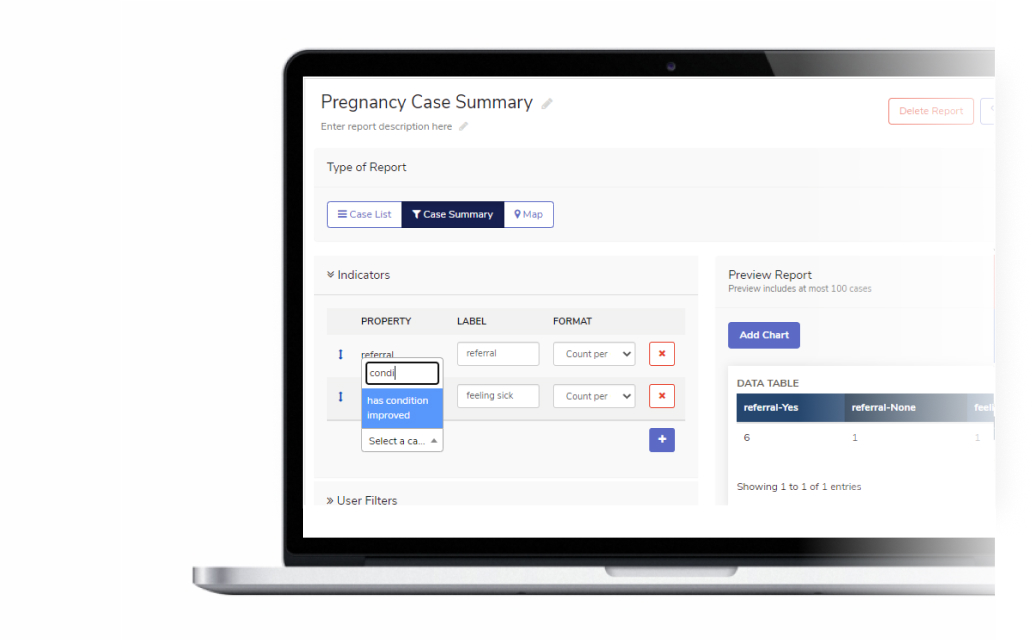 Pregnancy Case Summary
Enter report description here
Delete Report
Type of Report
Case List
Case Summary
Map
Indicators
PROPERTY LABEL FORMAT
referral referral Count per
condi
has condition
improved
feeling sick Count per
Select a ca...
User Filters
Preview Report
Preview includes at most 100 cases
Add Chart
DATA TABLE
referral-Yes referral-None
6 1 1
Showing 1 to 1 of 1 entries